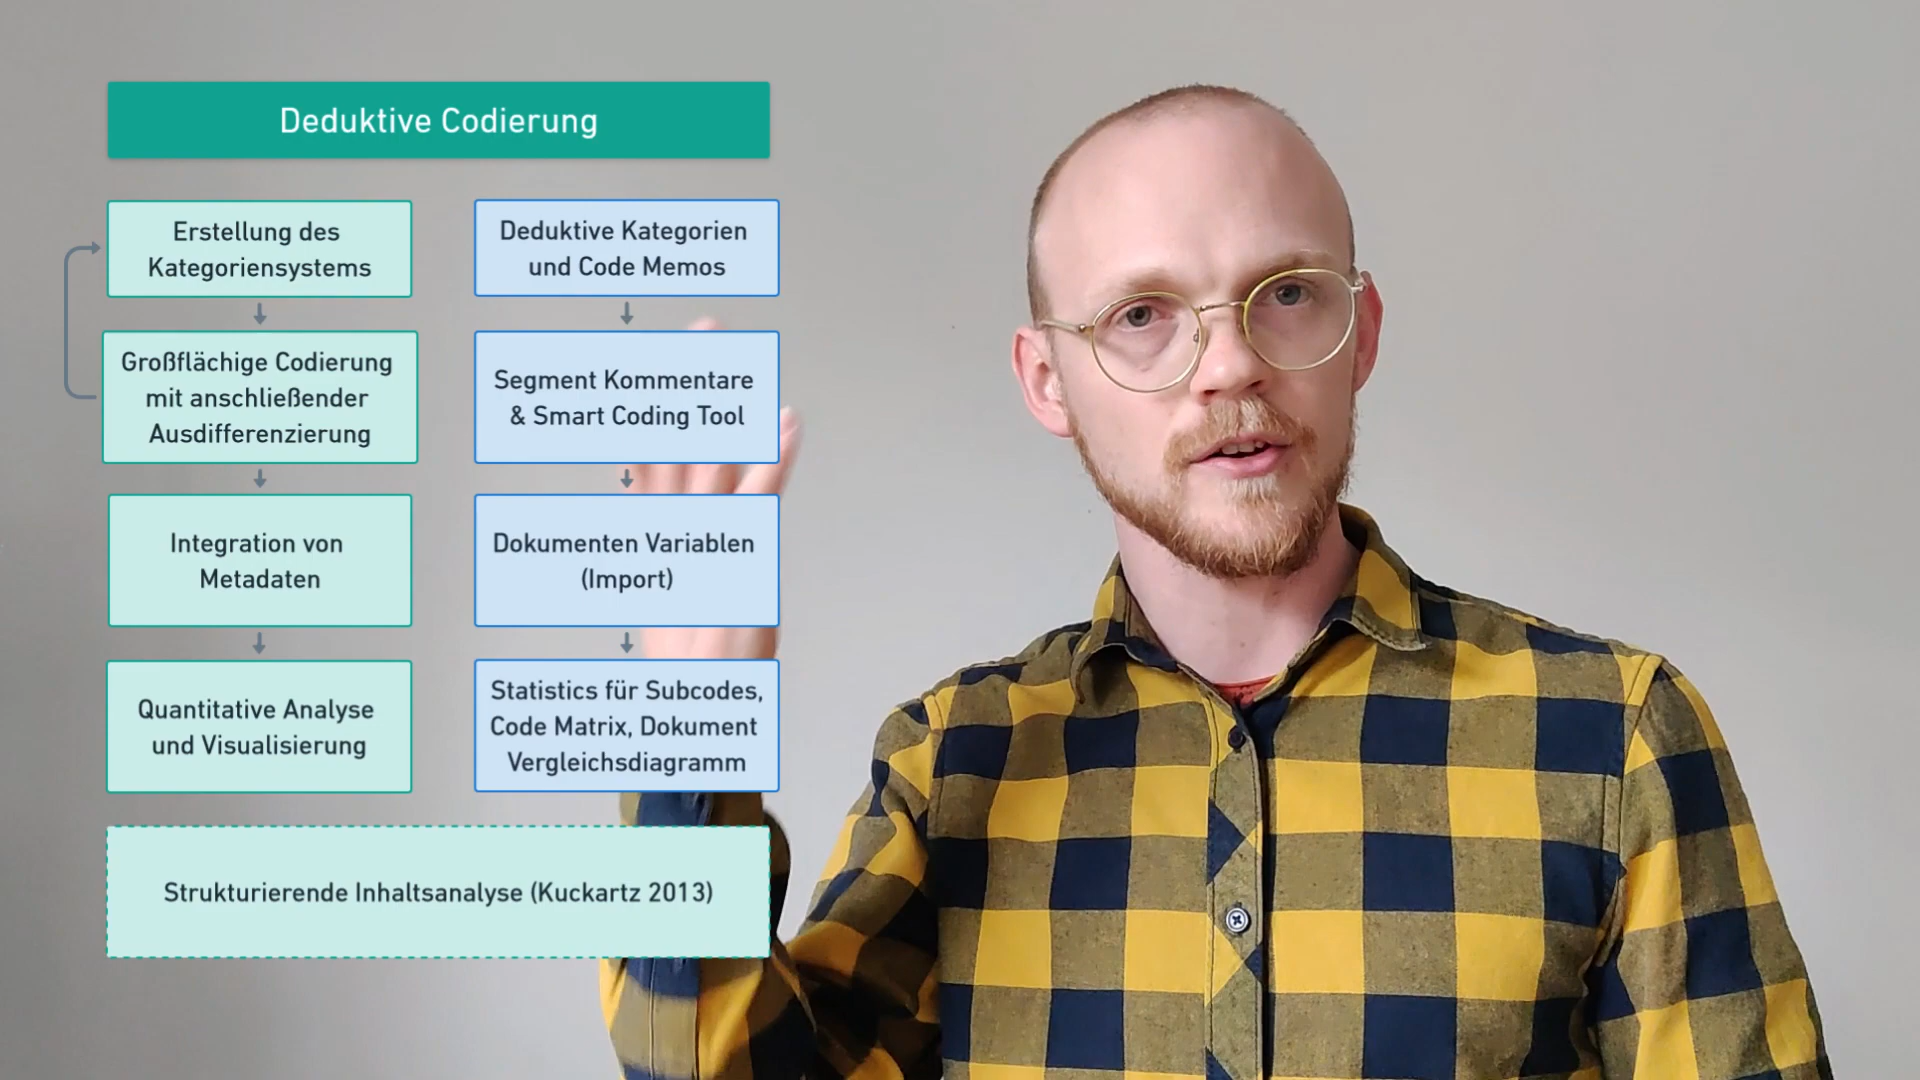 Deduktive Codierung
Erstellung des
Kategoriensystems
Großflächige Codierung
mit anschließender
Ausdifferenzierung
Integration von
Metadaten
Quantitative Analyse
und Visualisierung
Deduktive Kategorien
und Code Memos
Segment Kommentare
& Smart Coding Tool
Dokumenten Variablen
(Import)
Statistics für Subcodes,
Code Matrix, Dokument
Vergleichsdiagramm
Strukturierende Inhaltsanalyse (Kuckartz 2013)